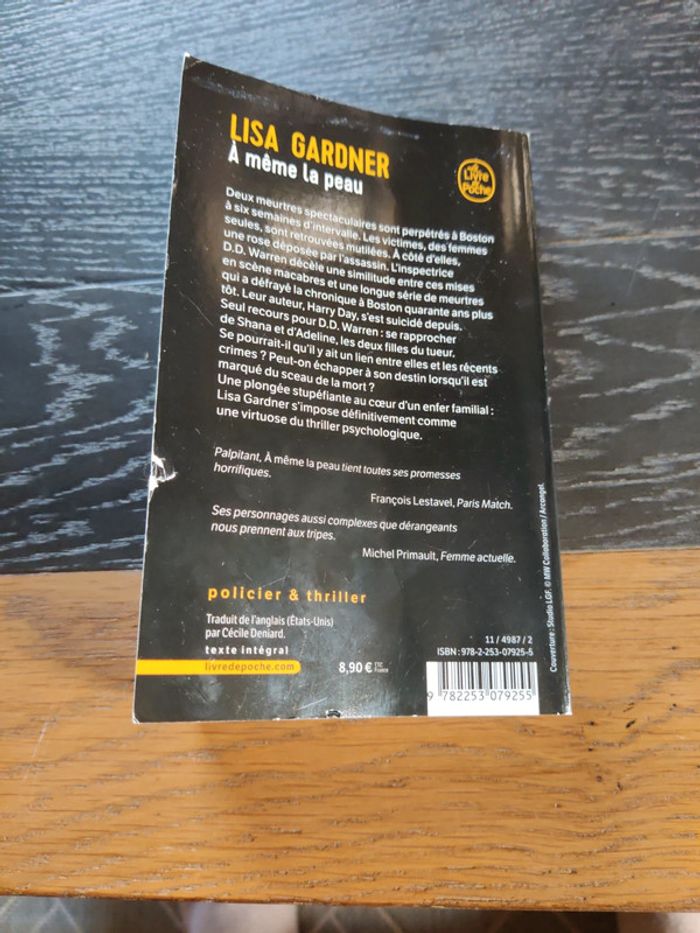 LISA GARDNER
À même la peau
Le Livre
de
Poche
Deux meurtres spectaculaires sont perpétrés à Boston
à six semaines d'intervalle. Les victimes, des femmes
seules, sont retrouvées mutilées. À côté d'elles,
une rose déposée par l'assassin. L'inspectrice
D.D. Warren décèle une similitude entre ces mises
en scène macabres et une longue série de meurtres
qui a défrayé la chronique à Boston quarante ans plus
tôt. Leur auteur, Harry Day, s'est suicidé depuis.
Seul recours pour D.D. Warren : se rapprocher
de Shana et d'Adeline, les deux filles du tueur.
Se pourrait-il qu'il y ait un lien entre elles et les récents
crimes ? Peut-on échapper à son destin lorsqu'il est
marqué du sceau de la mort ?
Une plongée stupéfiante au cœur d'un enfer familial :
Lisa Gardner s'impose définitivement comme
une virtuose du thriller psychologique.
Palpitant, À même la peau tient toutes ses promesses
horrifiques.
François Lestavel, Paris Match.
Ses personnages aussi complexes que dérangeants
nous prennent aux tripes.
Michel Primault, Femme actuelle.
policier & thriller
Traduit de l'anglais (États-Unis)
par Cécile Deniard.
texte intégral
livredepoche.com
8,90 € TTC
France
11 / 4987 / 2
ISBN : 978-2-253-07925-5
9 782253 079255
Couverture : Studio LGF. © MW Collaboration / Arcangel.